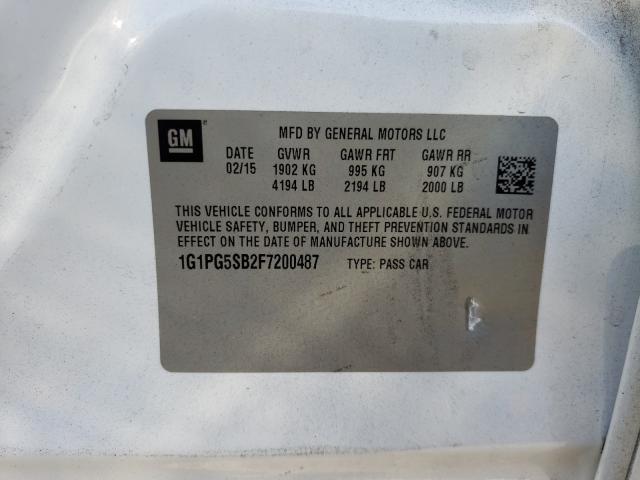 GM
MFD BY GENERAL MOTORS LLC
DATE GVWR GAWR FRT GAWR RR
02/15 1902 KG 995 KG 907 KG
4194 LB 2194 LB 2000 LB
THIS VEHICLE CONFORMS TO ALL APPLICABLE U.S. FEDERAL MOTOR
VEHICLE SAFETY, BUMPER, AND THEFT PREVENTION STANDARDS IN
EFFECT ON THE DATE OF MANUFACTURE SHOWN ABOVE.
1G1PG5SB2F7200487 TYPE: PASS CAR